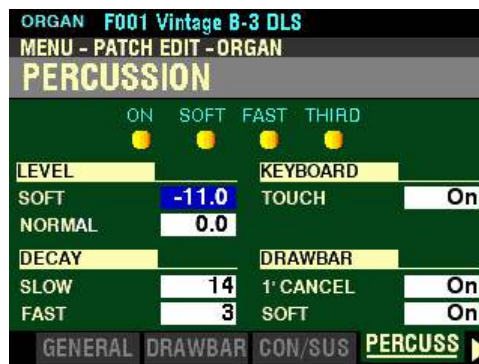 ORGAN F001 Vintage B-3 DLS
MENU - PATCH EDIT - ORGAN
PERCUSSION
ON SOFT FAST THIRD
LEVEL
SOFT -11.0
NORMAL 0.0
KEYBOARD
TOUCH On
DECAY
SLOW 14
FAST 3
DRAWBAR
1' CANCEL On
SOFT On
GENERAL DRAWBAR CON/SUS PERCUSS